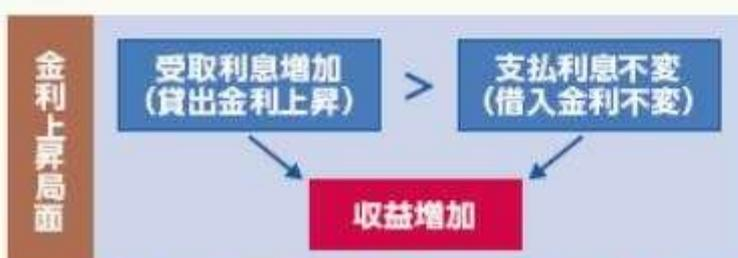 金利上昇局面
受取利息増加
(貸出金利上昇)
>
支払利息不変
(借入金利不変)
収益増加